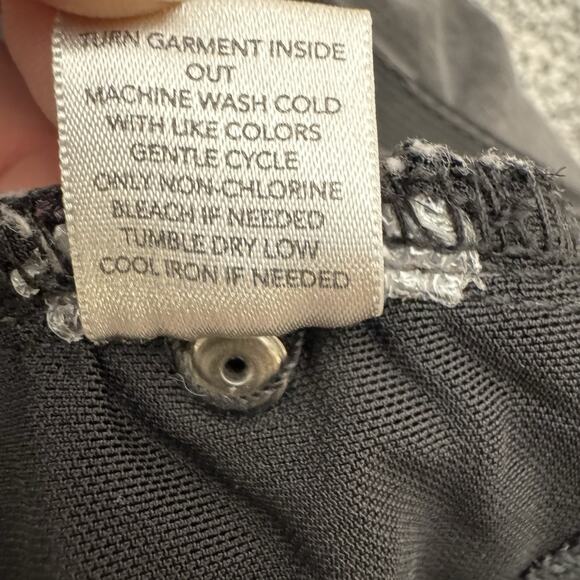 TURN GARMENT INSIDE
OUT
MACHINE WASH COLD
WITH LIKE COLORS
GENTLE CYCLE
ONLY NON-CHLORINE
BLEACH IF NEEDED
TUMBLE DRY LOW
COOL IRON IF NEEDED